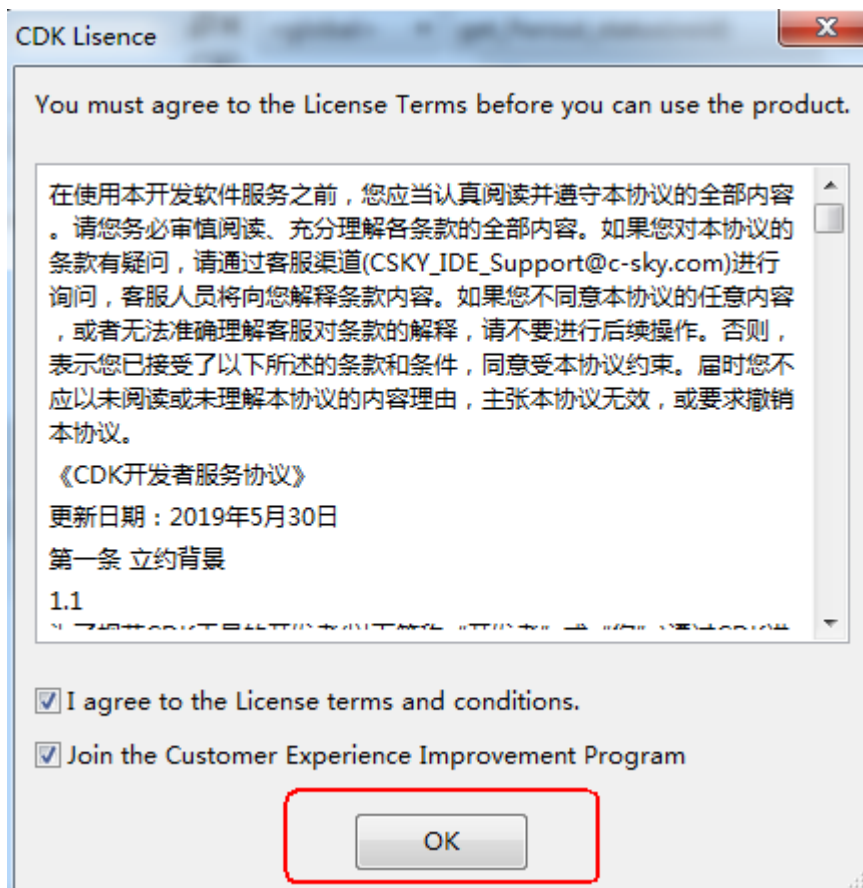 CDK Lisence
You must agree to the License Terms before you can use the product.
在使用本开发软件服务之前，您应当认真阅读并遵守本协议的全部内容
。请您务必审慎阅读、充分理解各条款的全部内容。如果您对本协议的
条款有疑问，请通过客服渠道(CSKY_IDE_Support@c-sky.com)进行
询问，客服人员将向您解释条款内容。如果您不同意本协议的任意内容
，或者无法准确理解客服对条款的解释，请不要进行后续操作。否则，
表示您已接受了以下所述的条款和条件，同意受本协议约束。届时您不
应以未阅读或未理解本协议的内容理由，主张本协议无效，或要求撤销
本协议。
《CDK开发者服务协议》
更新日期：2019年5月30日
第一条 立约背景
1.1
I agree to the License terms and conditions.
Join the Customer Experience Improvement Program
OK